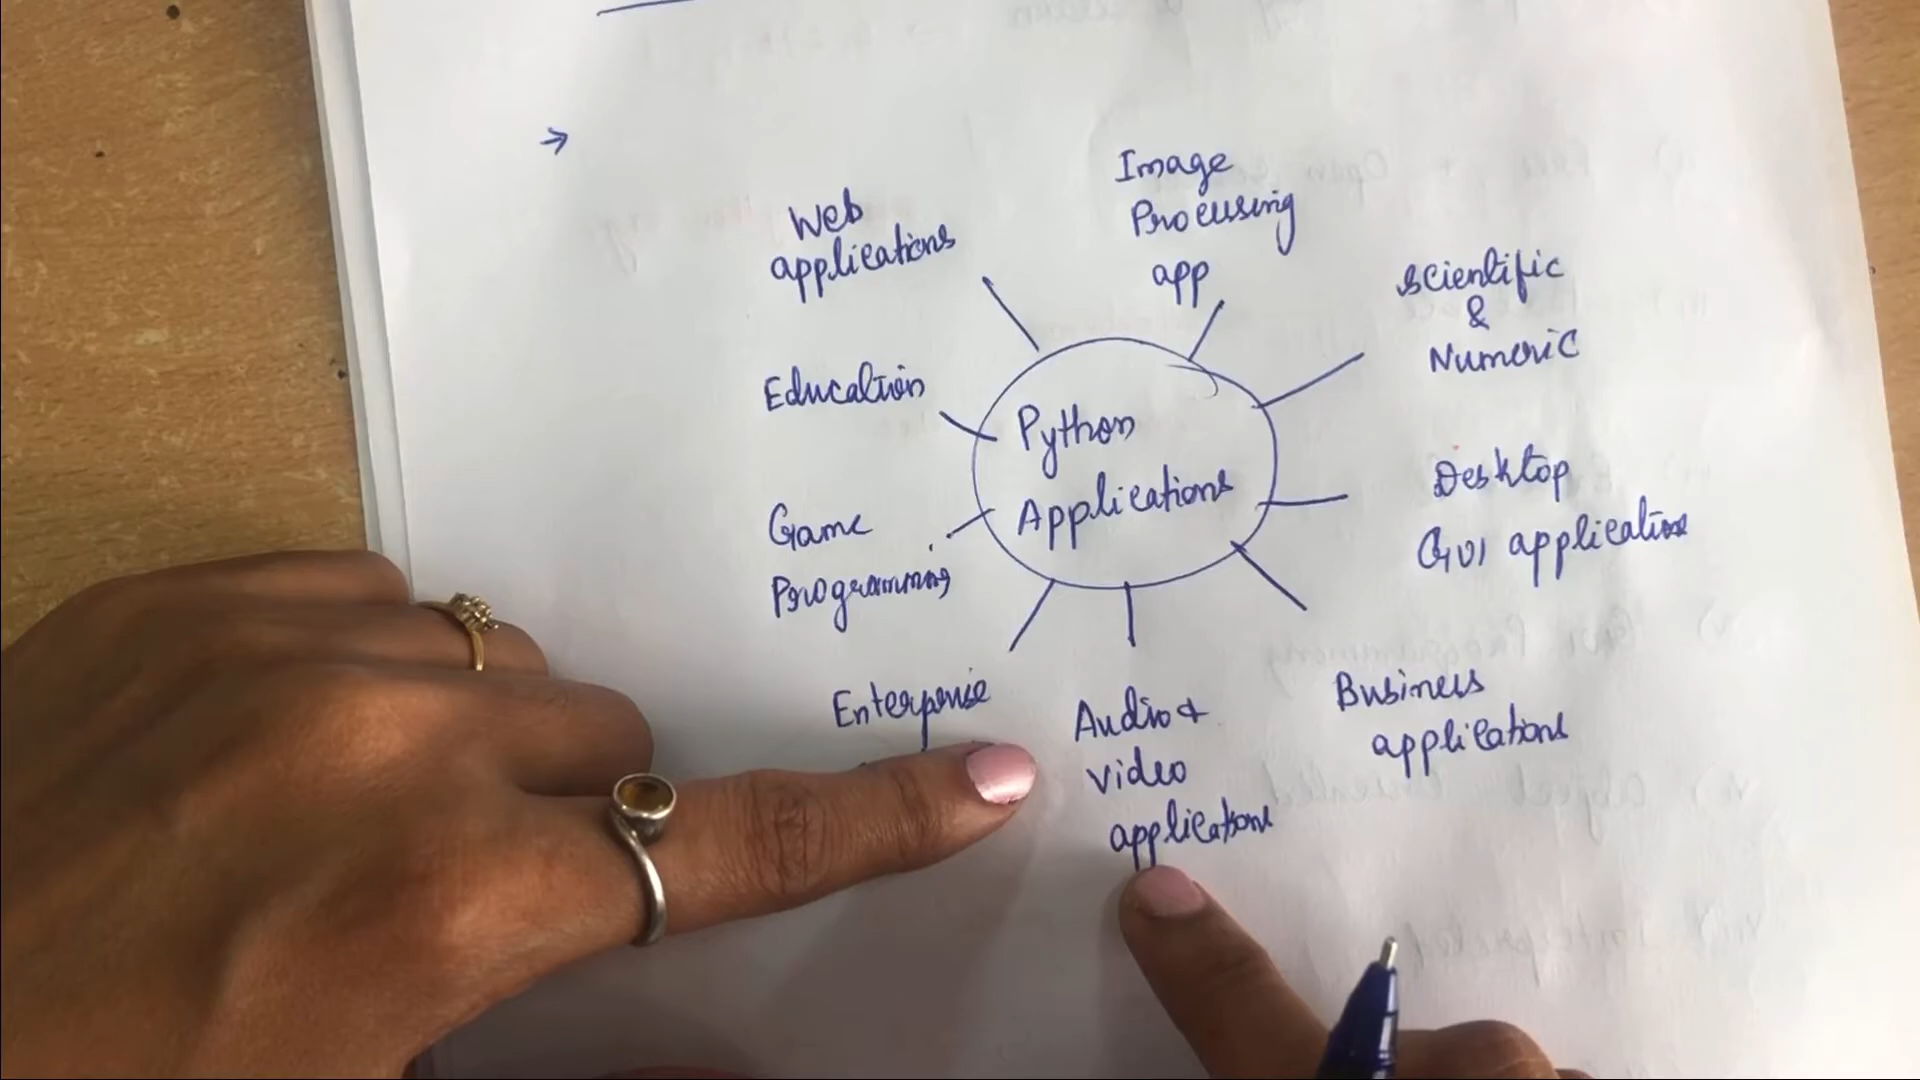 Web
applications
Image
Processing
app
Scientific
&
Numeric
Education
Python
Applications
Desktop
GUI applications
Game
Programming
Enterprise
Audio &
video
applications
Business
applications